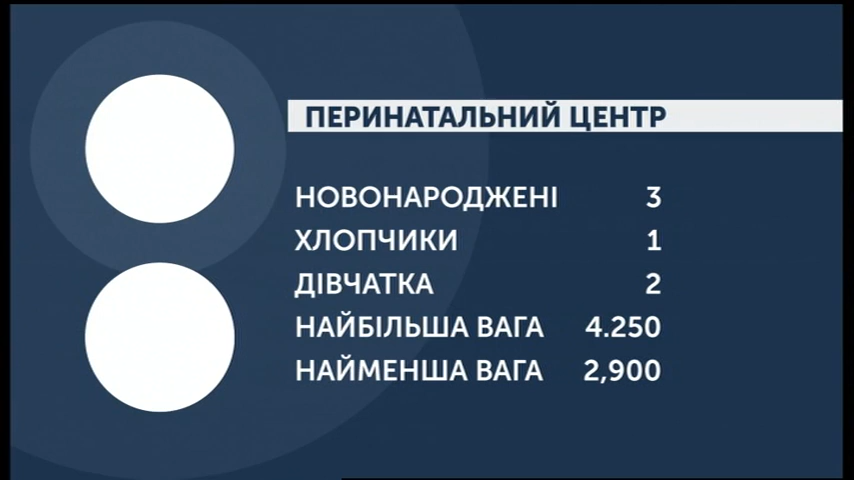 ПЕРИНАТАЛЬНИЙ ЦЕНТР
НОВОНАРОДЖЕНІ 3
ХЛОПЧИКИ 1
ДІВЧАТКА 2
НАЙБІЛЬША ВАГА 4.250
НАЙМЕНША ВАГА 2,900